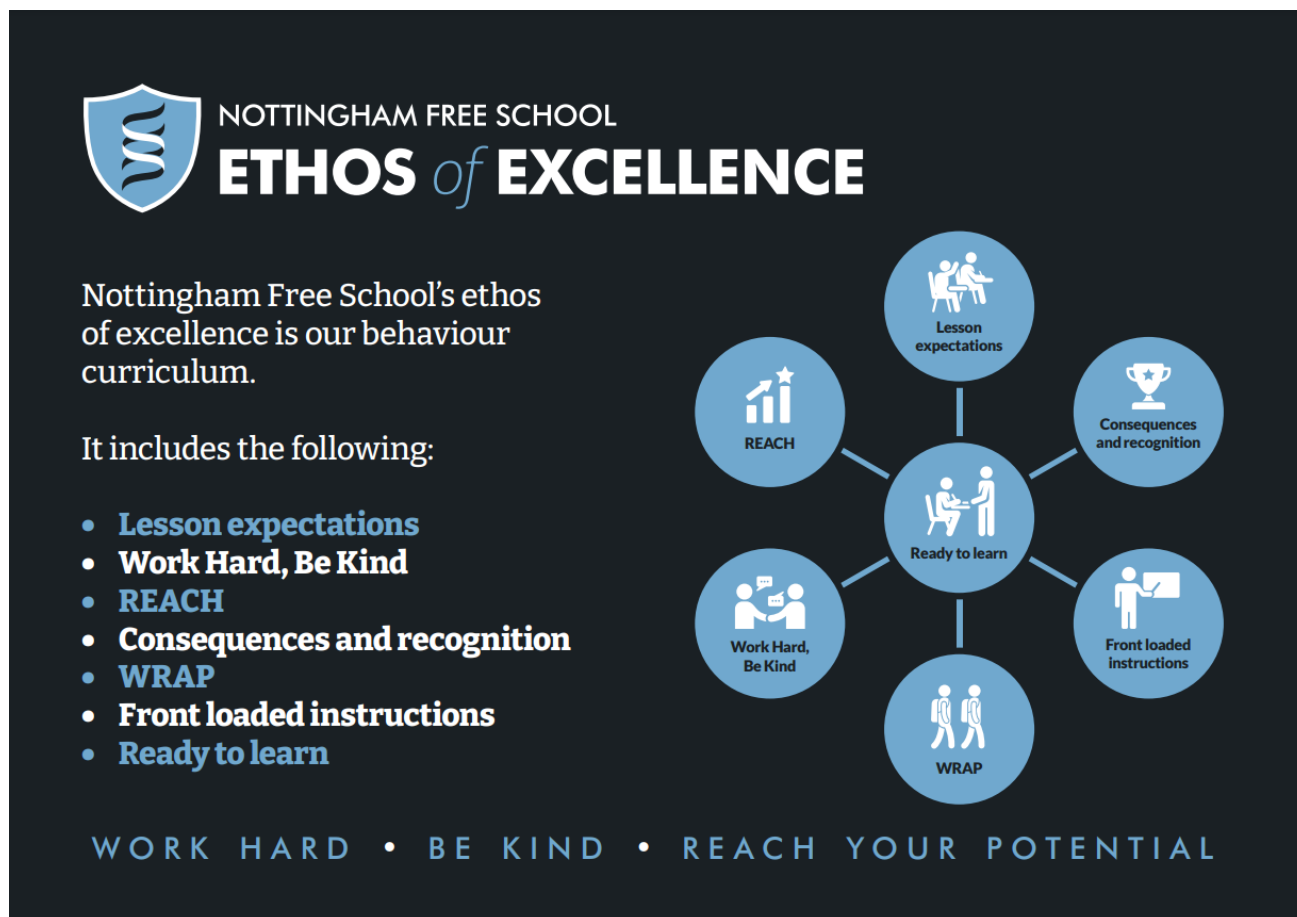 NOTTINGHAM FREE SCHOOL
ETHOS of EXCELLENCE
Nottingham Free School’s ethos
of excellence is our behaviour
curriculum.
It includes the following:
• Lesson expectations
• Work Hard, Be Kind
• REACH
• Consequences and recognition
• WRAP
• Front loaded instructions
• Ready to learn
Lesson
expectations
REACH
Consequences
and recognition
Ready to learn
Work Hard,
Be Kind
Front loaded
instructions
WRAP
WORK HARD • BE KIND • REACH YOUR POTENTIAL